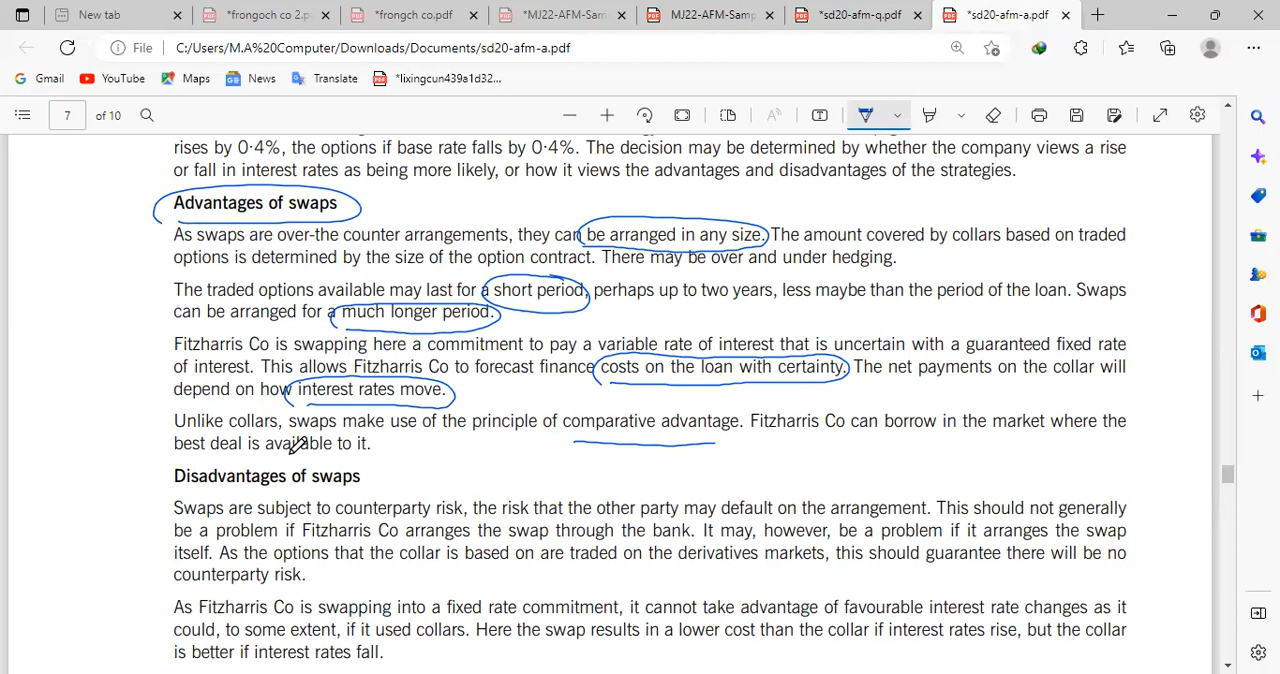 New tab
*frongoch co 2.p
*frongch co.pdf
*MJ22-AFM-Sam
MJ22-AFM-Samp
*sd20-afm-q.pdf
*sd20-afm-a.pdf
File
C:/Users/M.A%20Computer/Downloads/Documents/sd20-afm-a.pdf
Gmail
YouTube
Maps
News
Translate
*lixingcun439a1d32...
7 of 10
rises by 0·4%, the options if base rate falls by 0·4%. The decision may be determined by whether the company views a rise
or fall in interest rates as being more likely, or how it views the advantages and disadvantages of the strategies.
Advantages of swaps
As swaps are over-the counter arrangements, they can be arranged in any size. The amount covered by collars based on traded
options is determined by the size of the option contract. There may be over and under hedging.
The traded options available may last for a short period, perhaps up to two years, less maybe than the period of the loan. Swaps
can be arranged for a much longer period.
Fitzharris Co is swapping here a commitment to pay a variable rate of interest that is uncertain with a guaranteed fixed rate
of interest. This allows Fitzharris Co to forecast finance costs on the loan with certainty. The net payments on the collar will
depend on how interest rates move.
Unlike collars, swaps make use of the principle of comparative advantage. Fitzharris Co can borrow in the market where the
best deal is available to it.
Disadvantages of swaps
Swaps are subject to counterparty risk, the risk that the other party may default on the arrangement. This should not generally
be a problem if Fitzharris Co arranges the swap through the bank. It may, however, be a problem if it arranges the swap
itself. As the options that the collar is based on are traded on the derivatives markets, this should guarantee there will be no
counterparty risk.
As Fitzharris Co is swapping into a fixed rate commitment, it cannot take advantage of favourable interest rate changes as it
could, to some extent, if it used collars. Here the swap results in a lower cost than the collar if interest rates rise, but the collar
is better if interest rates fall.